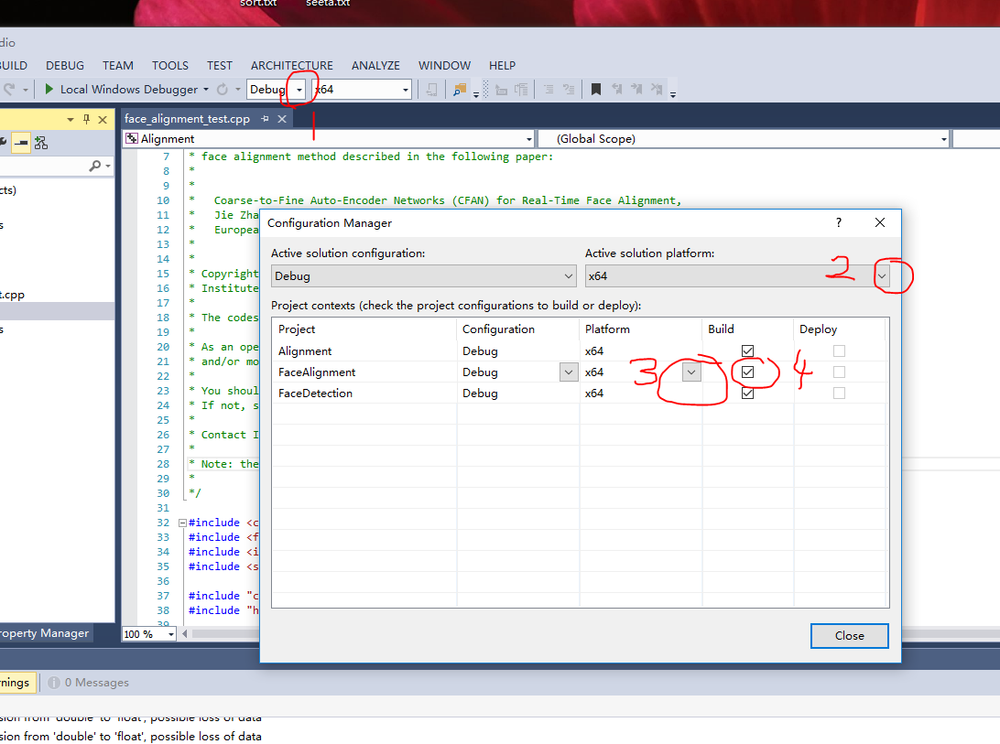 sort.txt seeta.txt
dio
BUILD DEBUG TEAM TOOLS TEST ARCHITECTURE ANALYZE WINDOW HELP
Local Windows Debugger Debug x64
1
face_alignment_test.cpp
Alignment (Global Scope)
cts)
s
t.cpp
s
7 * face alignment method described in the following paper:
8 *
9 *
10 * Coarse-to-Fine Auto-Encoder Networks (CFAN) for Real-Time Face Alignment,
11 * Jie Zha
12 * Europea
13 *
14 *
15 * Copyright
16 * Institute
17 *
18 * The codes
19 *
20 * As an ope
21 * and/or mo
22 *
23 * You shoul
24 * If not, s
25 *
26 * Contact I
27 *
28 * Note: the
29 *
30 */
31
32 #include <c
33 #include <f
34 #include <i
35 #include <s
36
37 #include "c
38 #include "h
39
100 %
Configuration Manager ?
Active solution configuration: Active solution platform:
Debug x64 2
Project contexts (check the project configurations to build or deploy):
Project Configuration Platform Build Deploy
Alignment Debug x64
FaceAlignment Debug x64 3 4
FaceDetection Debug x64
Close
roperty Manager
rnings 0 Messages
sion from 'double' to 'float', possible loss of data
sion from 'double' to 'float', possible loss of data